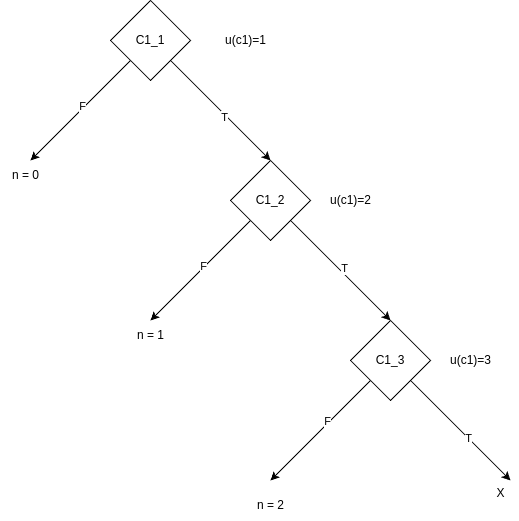 C1_1
u(c1)=1
F
T
n = 0
C1_2
u(c1)=2
F
T
n = 1
C1_3
u(c1)=3
F
T
n = 2
X